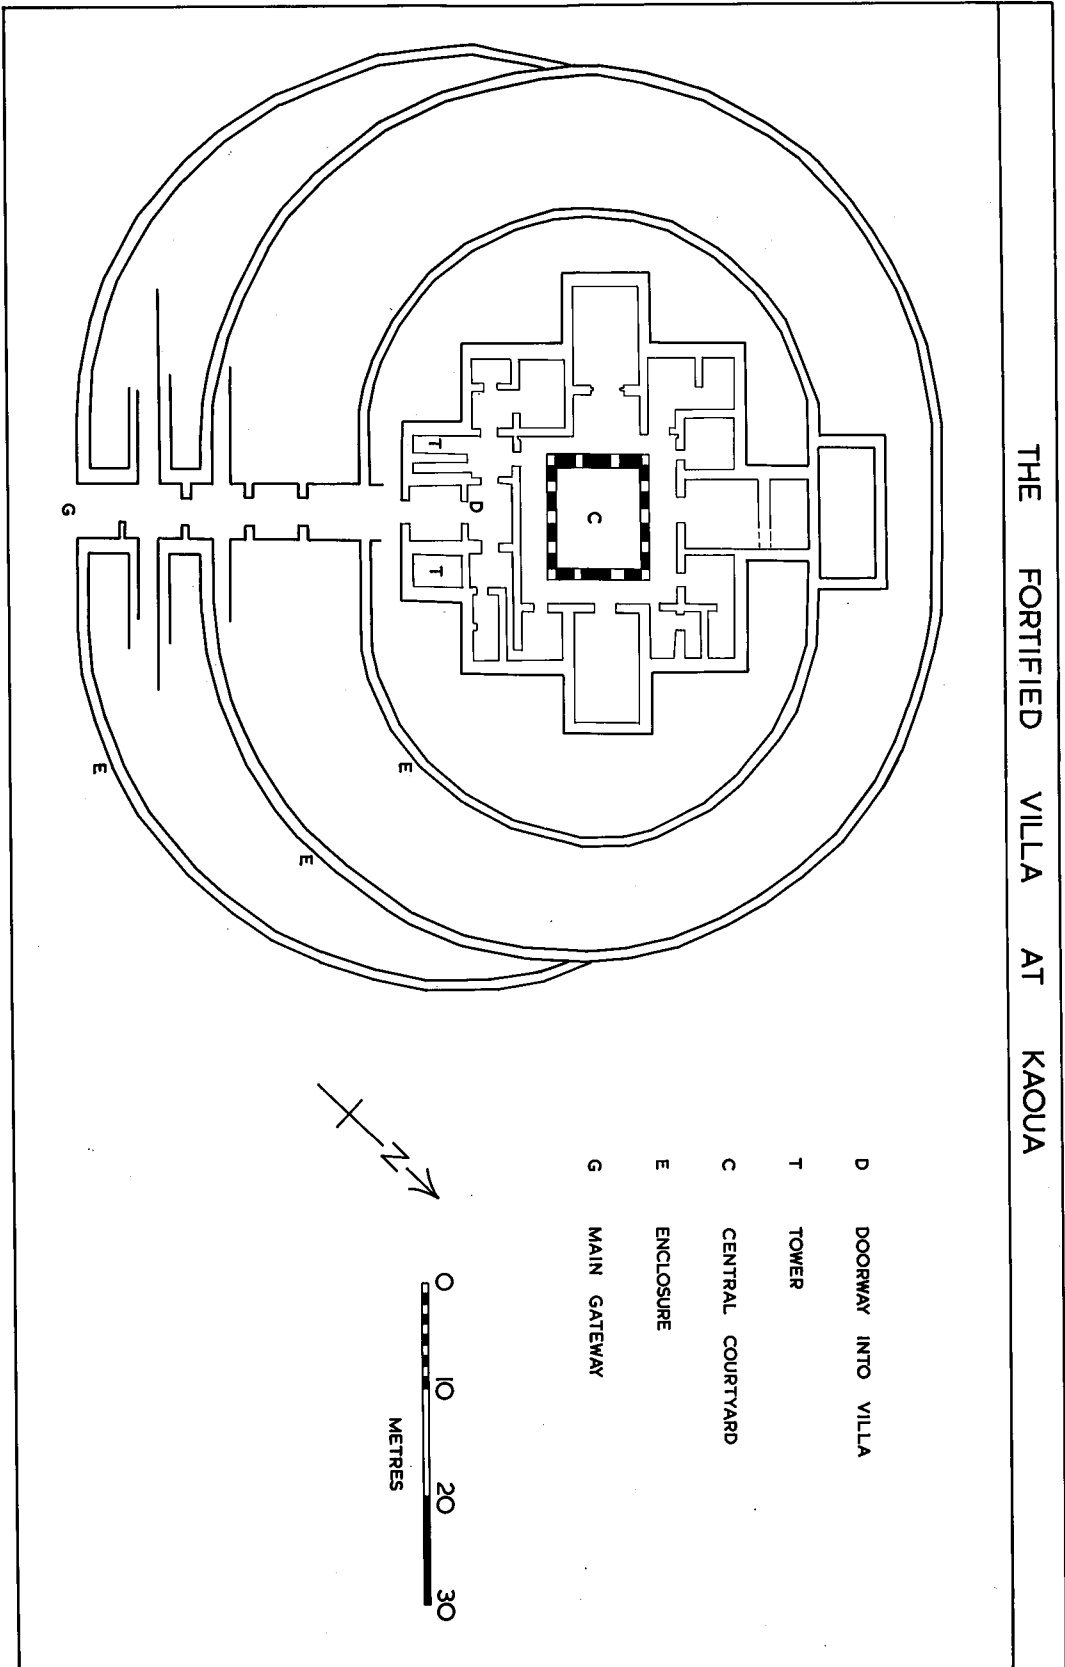 THE FORTIFIED VILLA AT KAOUA
T
D
C
T
G
E
E
E
D DOORWAY INTO VILLA
T TOWER
C CENTRAL COURTYARD
E ENCLOSURE
G MAIN GATEWAY
N
0 10 20 30
METRES